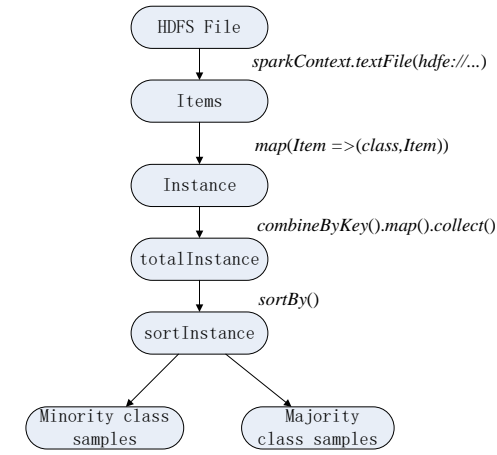 HDFS File
sparkContext.textFile(hdfe://...)
Items
map(Item =>(class,Item))
Instance
combineByKey().map().collect()
totalInstance
sortBy()
sortInstance
Minority class
samples
Majority
class samples